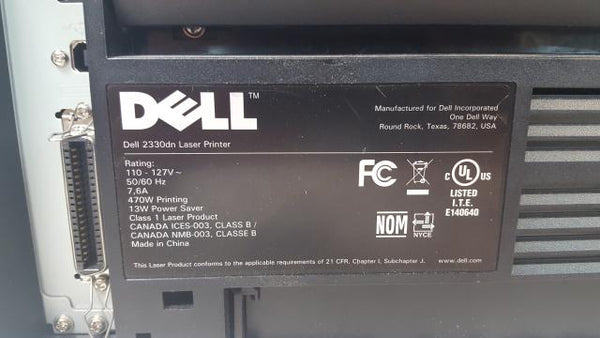 DELL™
Dell 2330dn Laser Printer
Manufactured for Dell Incorporated
One Dell Way
Round Rock, Texas, 78682, USA
Rating:
110 - 127V~
50/60 Hz
7,6A
470W Printing
13W Power Saver
Class 1 Laser Product
CANADA ICES-003, CLASS B /
CANADA NMB-003, CLASSE B
Made in China
FC
C UL US
LISTED
I.T.E.
E140640
NOM
NYCE
This Laser Product conforms to the applicable requirements of 21 CFR, Chapter I, Subchapter J.
www.dell.com